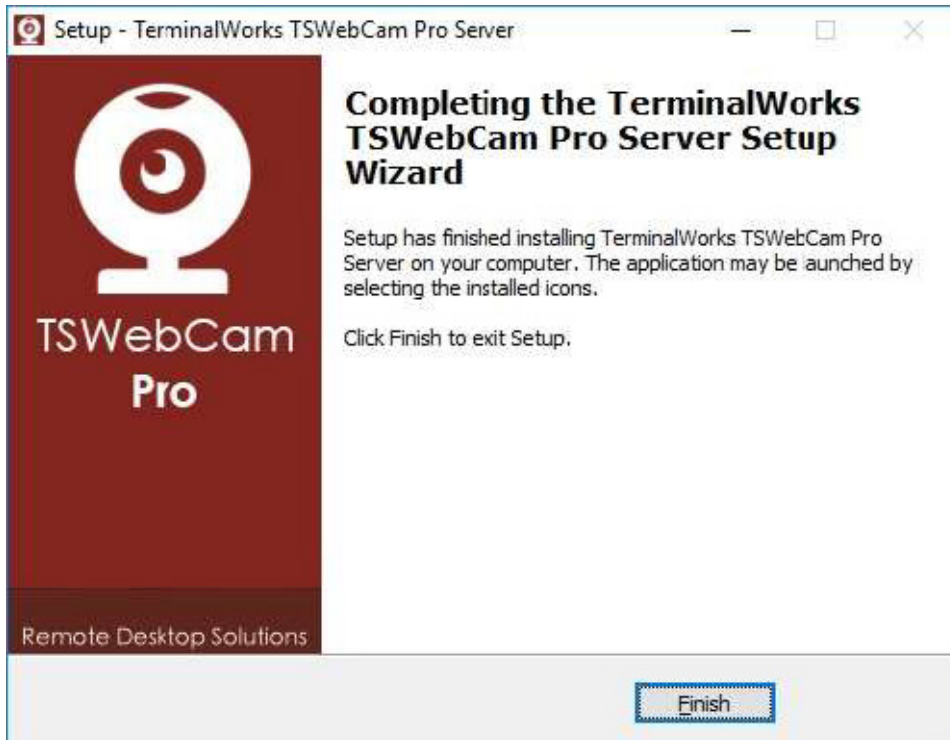 Setup - TerminalWorks TSWebCam Pro Server
Completing the TerminalWorks
TSWebCam Pro Server Setup
Wizard
Setup has finished installing TerminalWorks TSWebCam Pro
Server on your computer. The application may be launched by
selecting the installed icons.
Click Finish to exit Setup.
TSWebCam
Pro
Remote Desktop Solutions
Finish